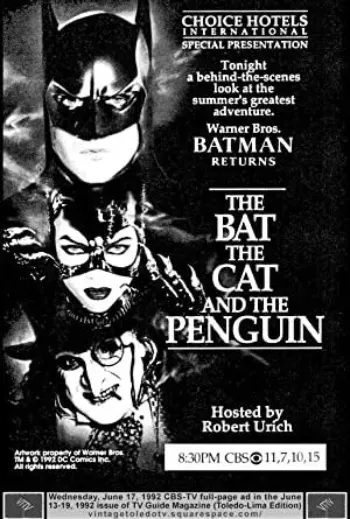 CHOICE HOTELS
INTERNATIONAL
SPECIAL PRESENTATION
Tonight
a behind-the-scenes
look at the
summer's greatest
adventure.
Warner Bros.
BATMAN
RETURNS
THE
BAT
THE
CAT
AND THE
PENGUIN
Hosted by
Robert Urich
Artwork property of Warner Bros.
TM & © 1992 DC Comics Inc.
All rights reserved.
8:30PM CBS 11,7,10,15
Wednesday, June 17, 1992 CBS-TV full-page ad in the June
13-19, 1992 issue of TV Guide Magazine (Toledo-Lima Edition)
vintagetoledotv.squarespace.com/